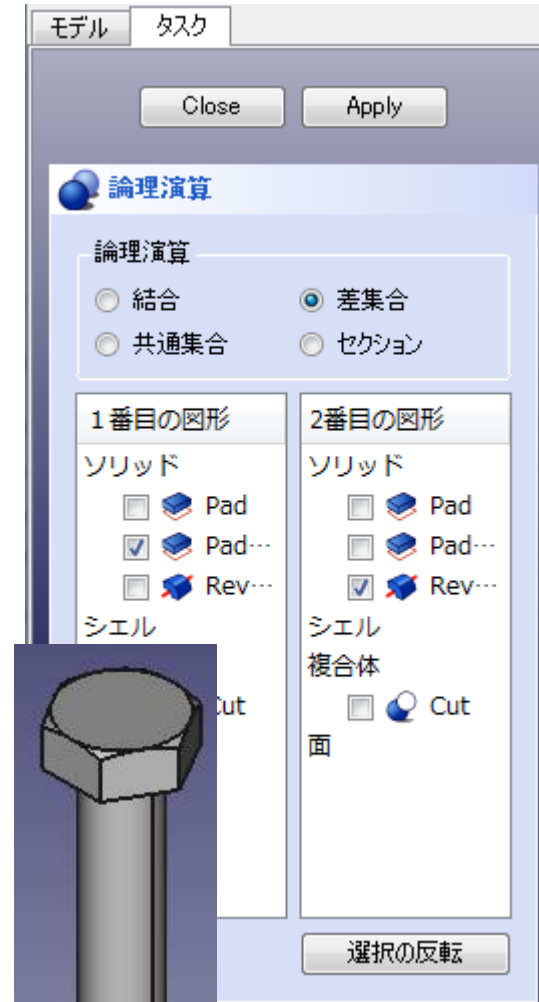 モデル タスク
Close Apply
論理演算
論理演算
結合 差集合
共通集合 セクション
1番目の図形 2番目の図形
ソリッド ソリッド
Pad Pad
Pad… Pad…
Rev… Rev…
シェル シェル
複合体
Cut
面
選択の反転